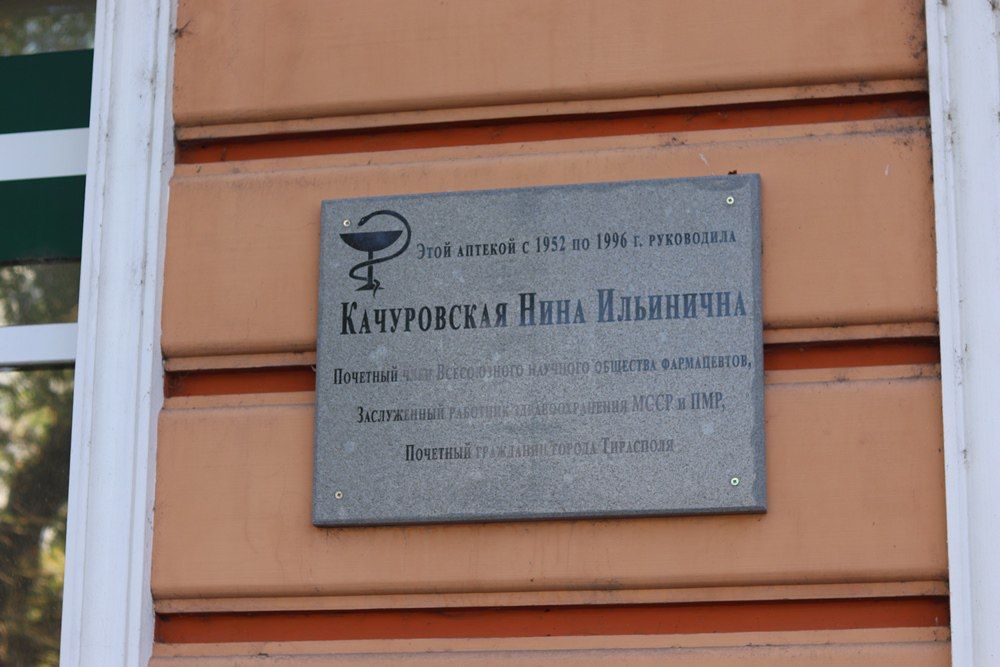 Этой аптекой с 1952 по 1996 г. руководила
Качуровская Нина Ильинична
Почетный член Всесоюзного научного общества фармацевтов,
Заслуженный работник здравоохранения МССР и ПМР,
Почетный гражданин города Тирасполя